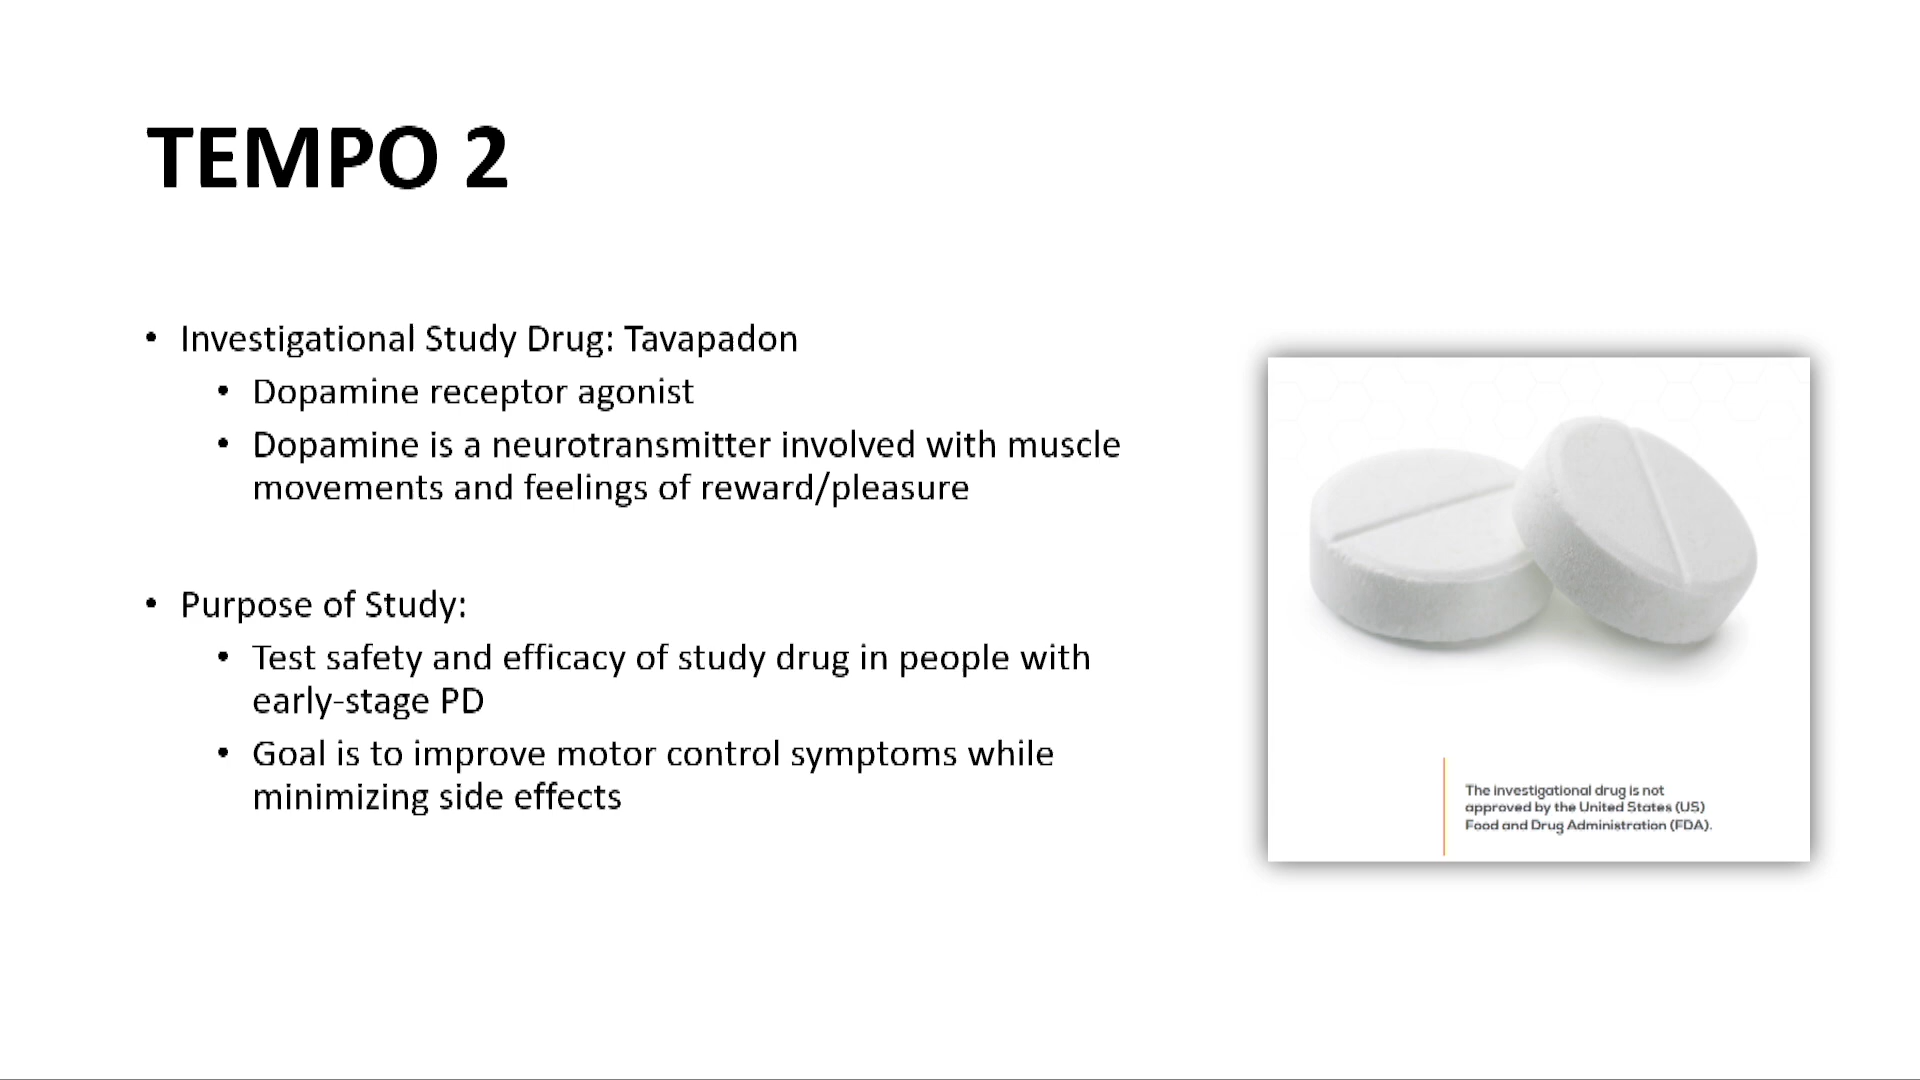 TEMPO 2
• Investigational Study Drug: Tavapadon
• Dopamine receptor agonist
• Dopamine is a neurotransmitter involved with muscle
movements and feelings of reward/pleasure
• Purpose of Study:
• Test safety and efficacy of study drug in people with
early-stage PD
• Goal is to improve motor control symptoms while
minimizing side effects
The investigational drug is not
approved by the United States (US)
Food and Drug Administration (FDA).